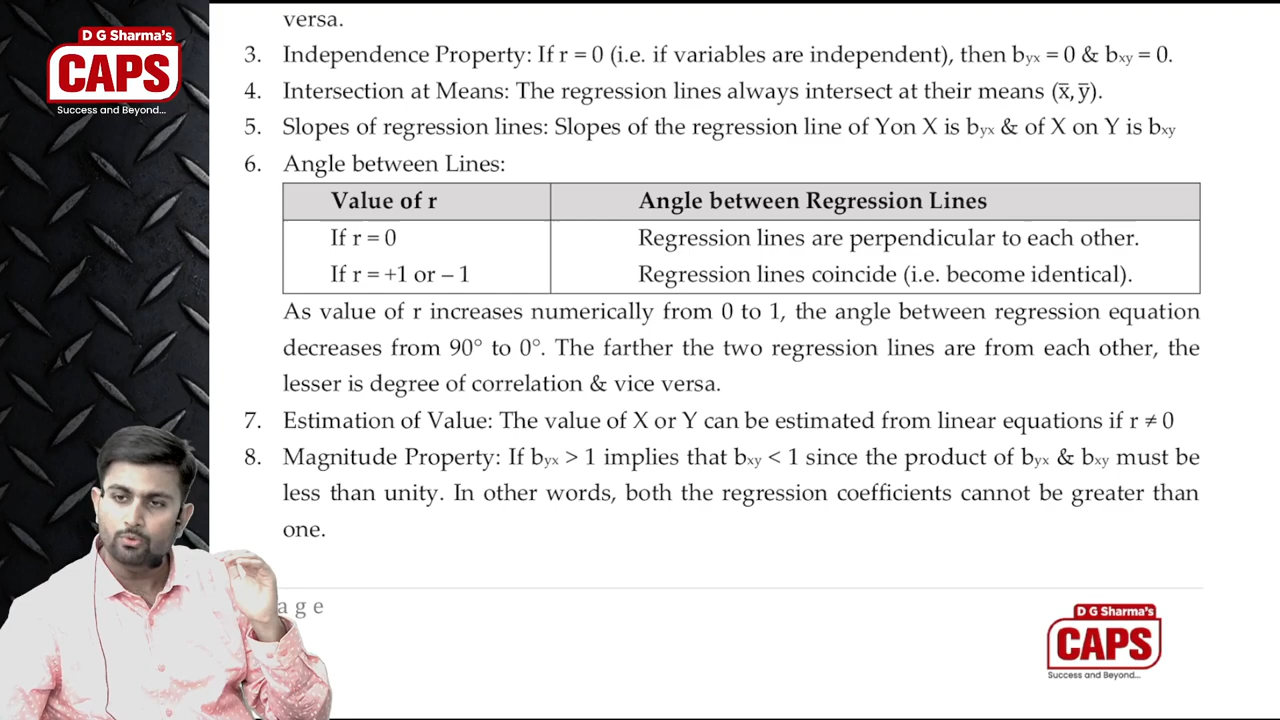 D G Sharma's
CAPS
Success and Beyond...
versa.
3. Independence Property: If r = 0 (i.e. if variables are independent), then byx = 0 & bxy = 0.
4. Intersection at Means: The regression lines always intersect at their means (x̅, y̅).
5. Slopes of regression lines: Slopes of the regression line of Yon X is byx & of X on Y is bxy
6. Angle between Lines:
Value of r Angle between Regression Lines
If r = 0 Regression lines are perpendicular to each other.
If r = +1 or – 1 Regression lines coincide (i.e. become identical).
As value of r increases numerically from 0 to 1, the angle between regression equation
decreases from 90° to 0°. The farther the two regression lines are from each other, the
lesser is degree of correlation & vice versa.
7. Estimation of Value: The value of X or Y can be estimated from linear equations if r ≠ 0
8. Magnitude Property: If byx > 1 implies that bxy < 1 since the product of byx & bxy must be
less than unity. In other words, both the regression coefficients cannot be greater than
one.
a g e
D G Sharma's
CAPS
Success and Beyond...